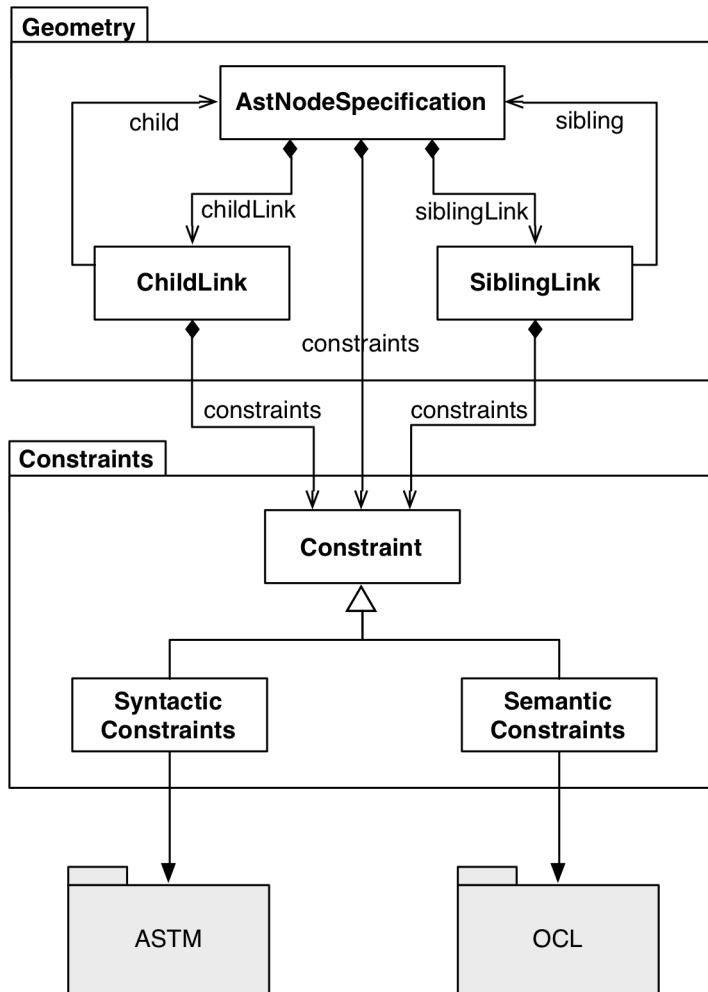 Geometry
AstNodeSpecification
child
sibling
childLink
siblingLink
ChildLink
SiblingLink
constraints
constraints
constraints
Constraints
Constraint
Syntactic
Constraints
Semantic
Constraints
ASTM
OCL